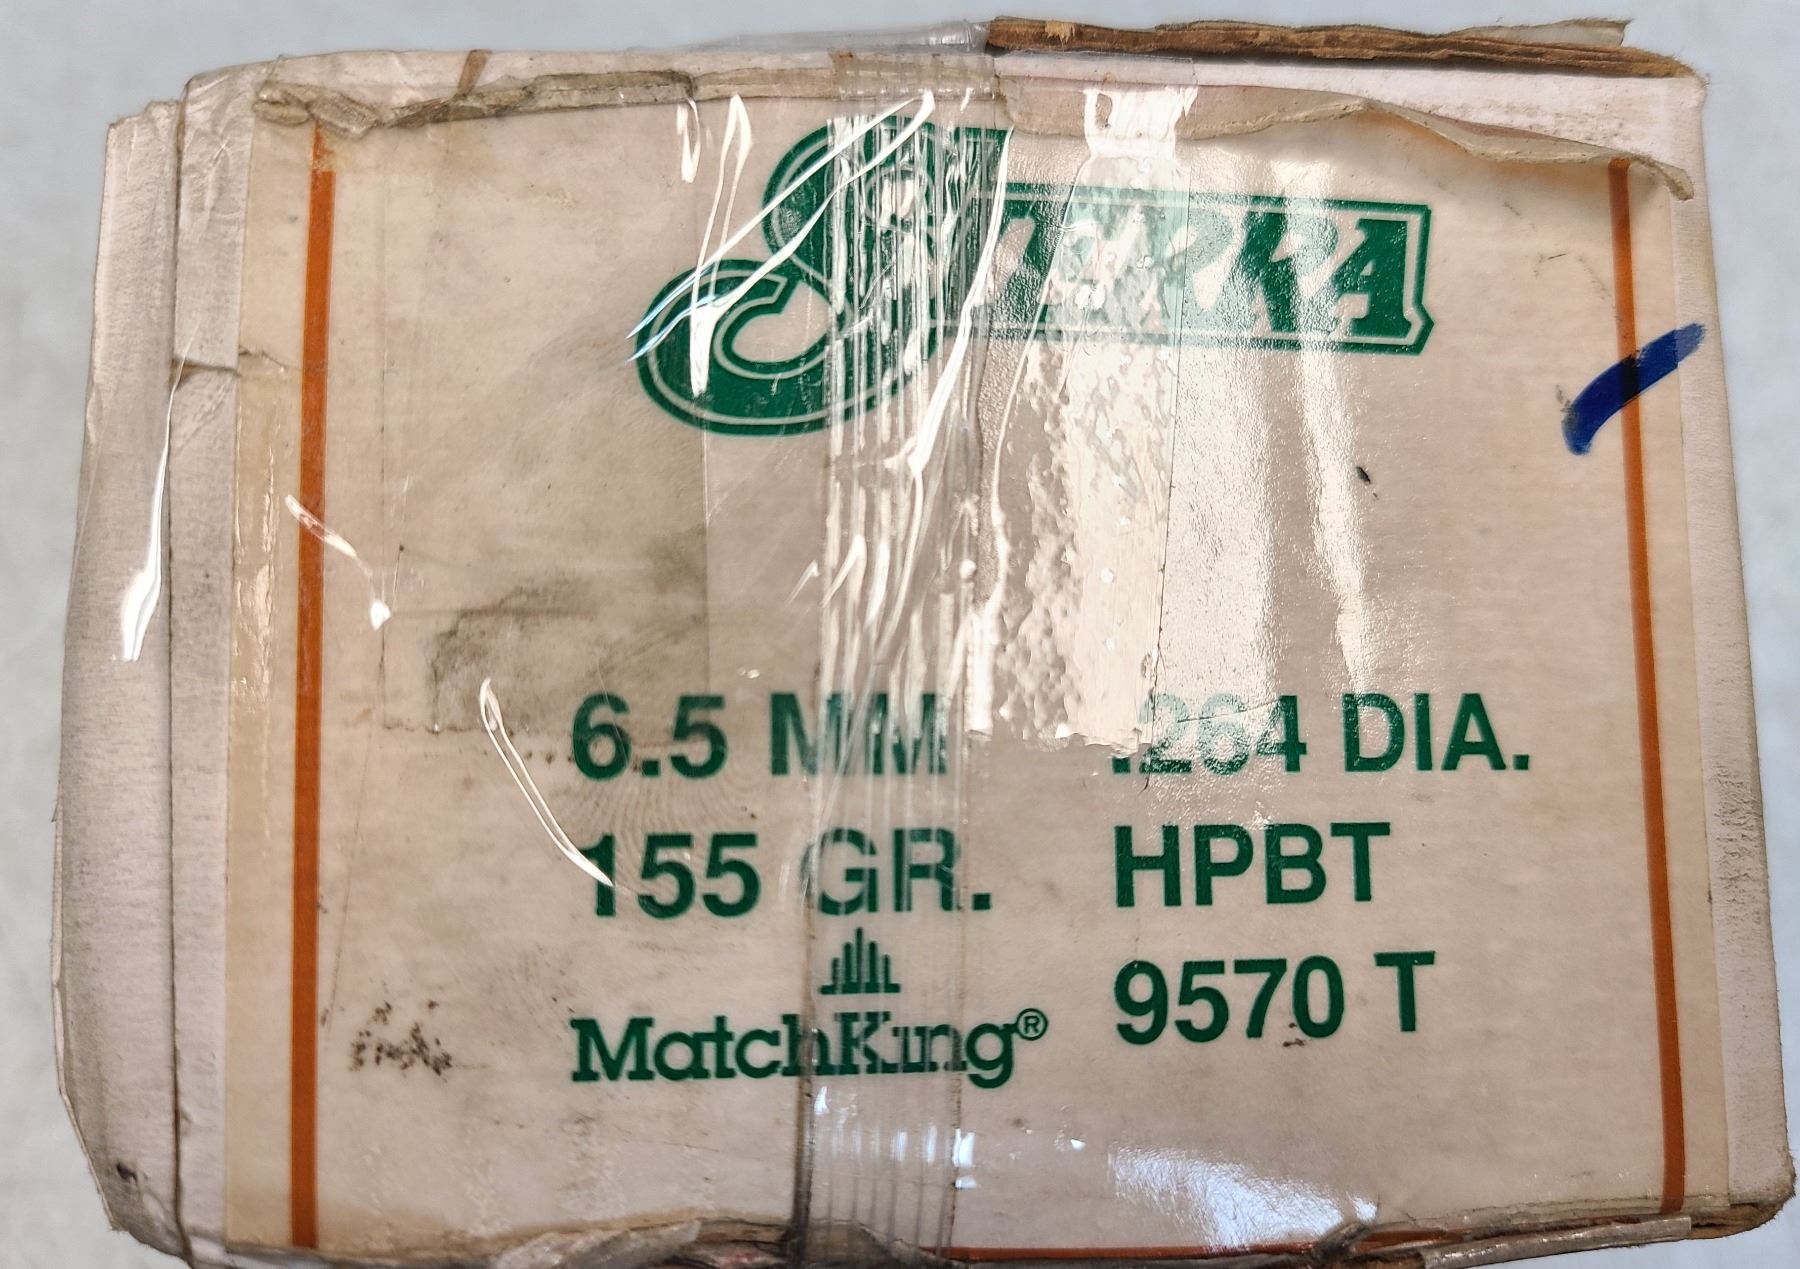 SIERRA
6.5 MM .264 DIA.
155 GR. HPBT
MatchKing® 9570 T